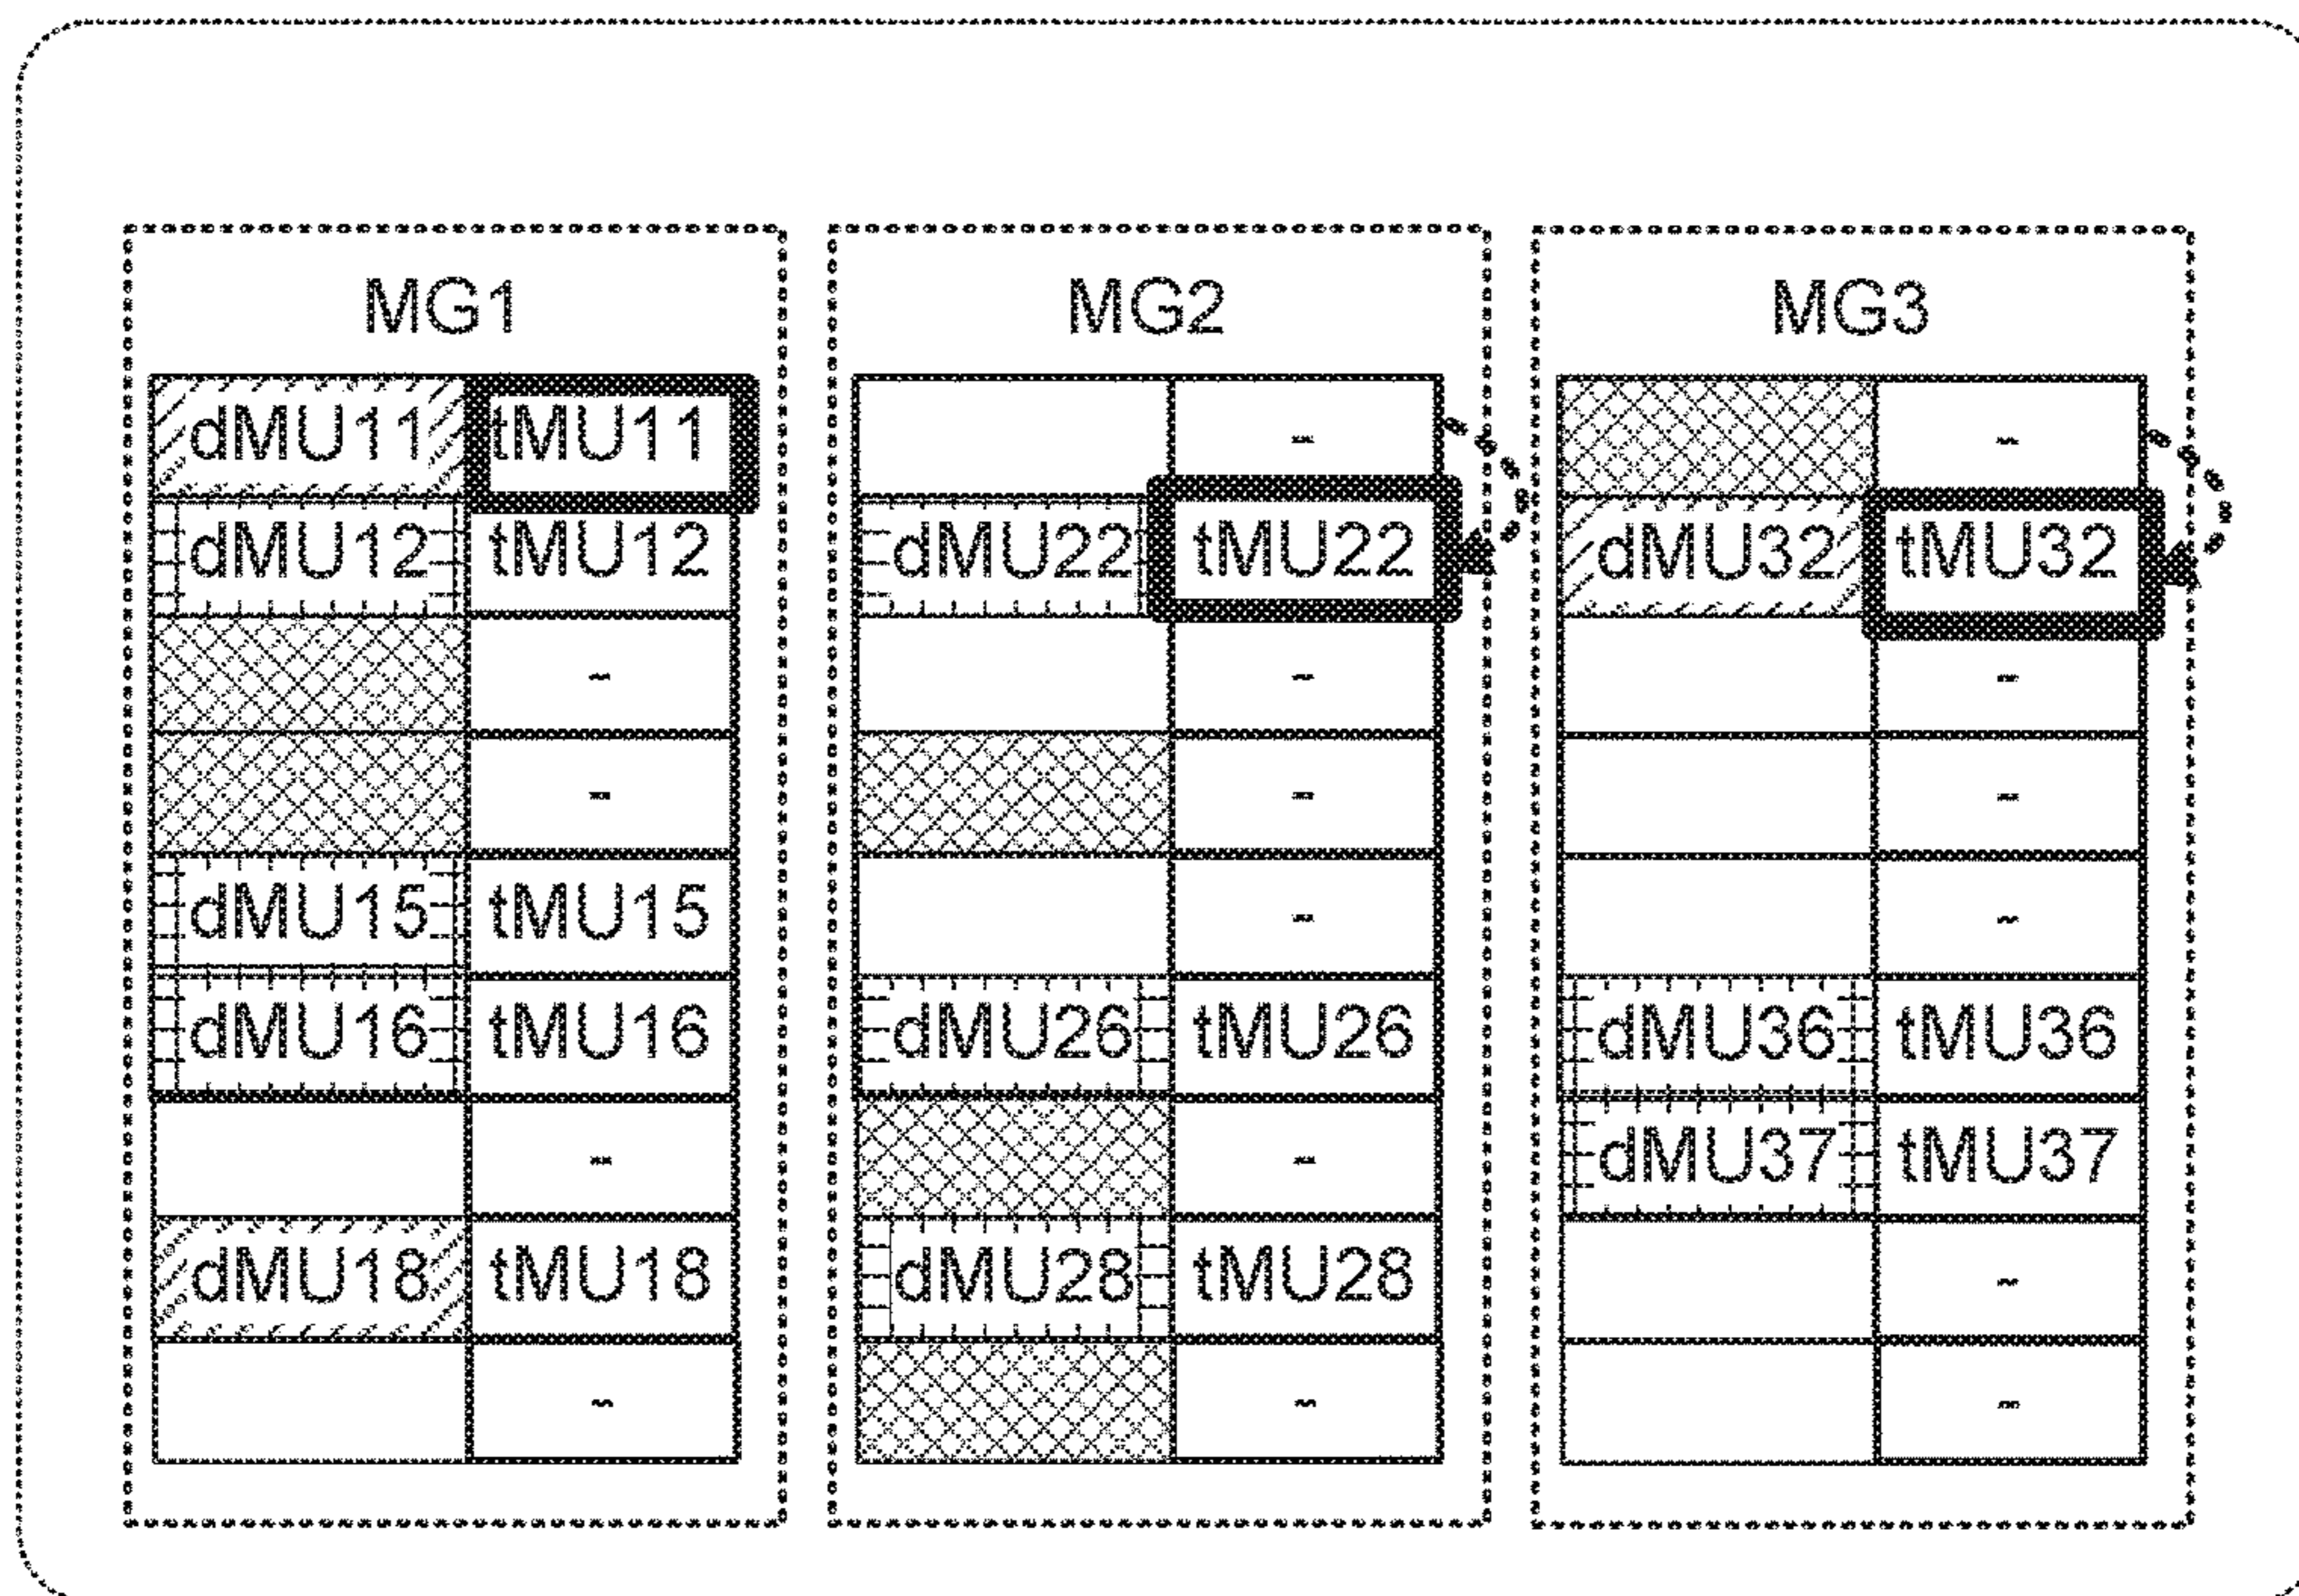 MG1 MG2 MG3
dMU11 tMU11 - -
dMU12 tMU12 dMU22 tMU22 dMU32 tMU32
- - -
- - -
dMU15 tMU15 - -
dMU16 tMU16 dMU26 tMU26 dMU36 tMU36
- - dMU37 tMU37
dMU18 tMU18 dMU28 tMU28 -
- - -